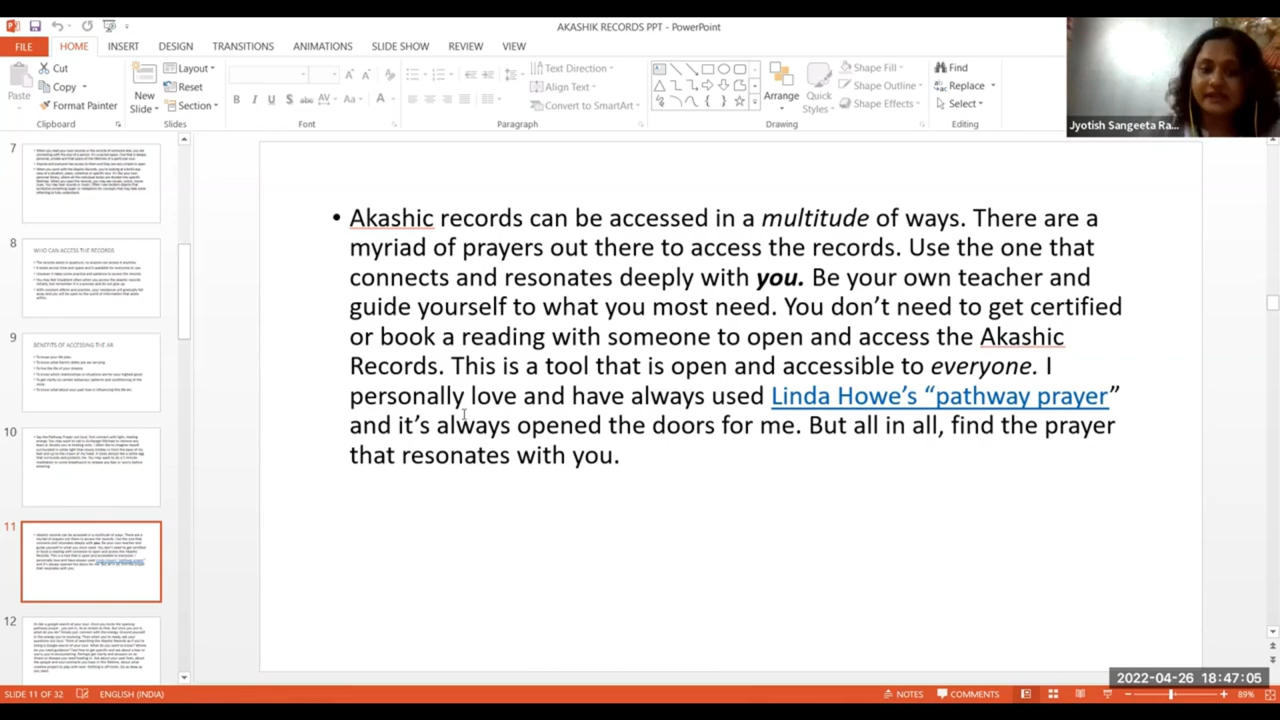 AKASHIK RECORDS PPT - PowerPoint
FILE HOME INSERT DESIGN TRANSITIONS ANIMATIONS SLIDE SHOW REVIEW VIEW
Paste
Cut
Copy
Format Painter
Clipboard
New
Slide
Layout
Reset
Section
Slides
Font
Text Direction
Align Text
Convert to SmartArt
Paragraph
Arrange
Quick
Styles
Shape Fill
Shape Outline
Shape Effects
Drawing
Find
Replace
Select
Editing
Jyotish Sangeeta Ra...
7
8
WHO CAN ACCESS THE RECORDS
9
BENEFITS OF ACCESSING THE AR
10
11
12
• Akashic records can be accessed in a multitude of ways. There are a
myriad of prayers out there to access the records. Use the one that
connects and resonates deeply with you. Be your own teacher and
guide yourself to what you most need. You don’t need to get certified
or book a reading with someone to open and access the Akashic
Records. This is a tool that is open and accessible to everyone. I
personally love and have always used Linda Howe’s “pathway prayer”
and it’s always opened the doors for me. But all in all, find the prayer
that resonates with you.
2022-04-26 18:47:05
SLIDE 11 OF 32 ENGLISH (INDIA) NOTES COMMENTS 89%